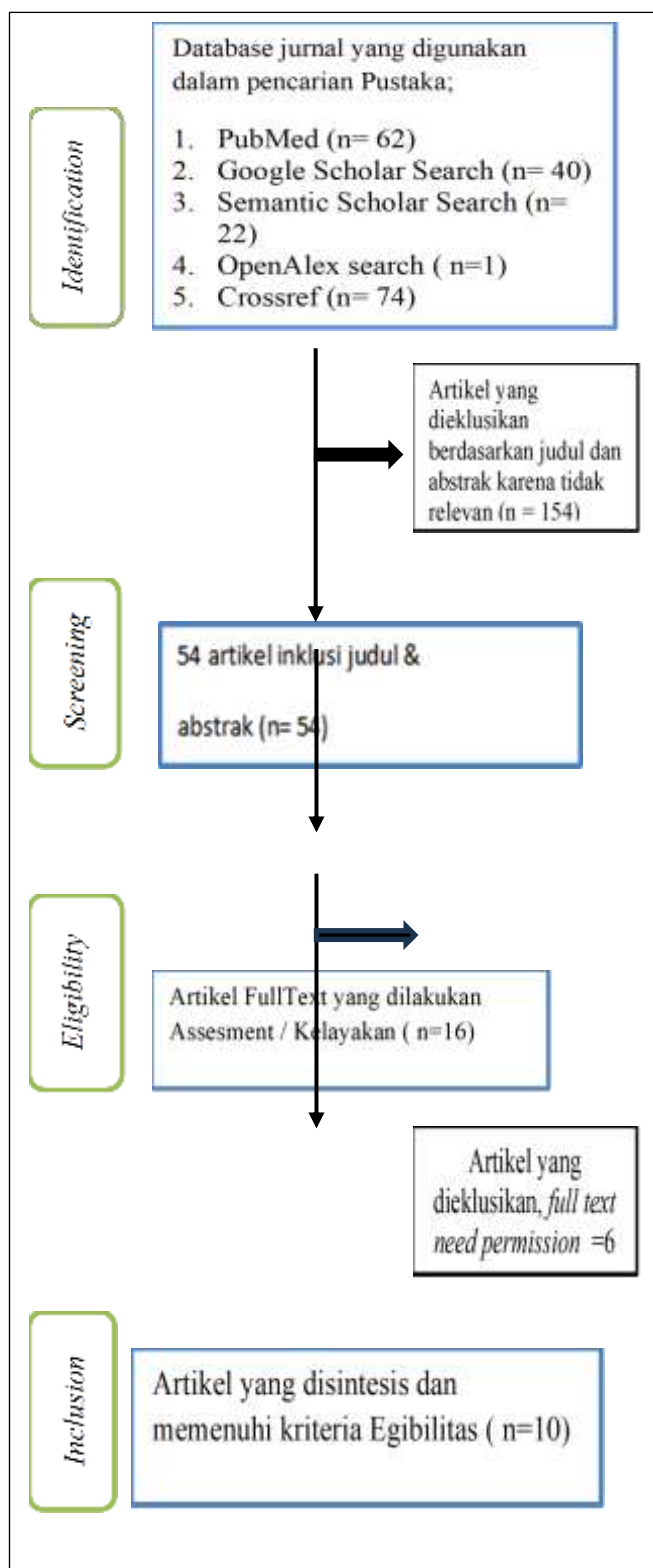 Identification
Database jurnal yang digunakan
dalam pencarian Pustaka;
1. PubMed (n= 62)
2. Google Scholar Search (n= 40)
3. Semantic Scholar Search (n=
22)
4. OpenAlex search ( n=1)
5. Crossref (n= 74)
Artikel yang
dieklusikan
berdasarkan judul dan
abstrak karena tidak
relevan (n = 154)
Screening
54 artikel inklusi judul &
abstrak (n= 54)
Eligibility
Artikel FullText yang dilakukan
Assesment / Kelayakan ( n=16)
Artikel yang
dieklusikan, full text
need permission =6
Inclusion
Artikel yang disintesis dan
memenuhi kriteria Egibilitas ( n=10)